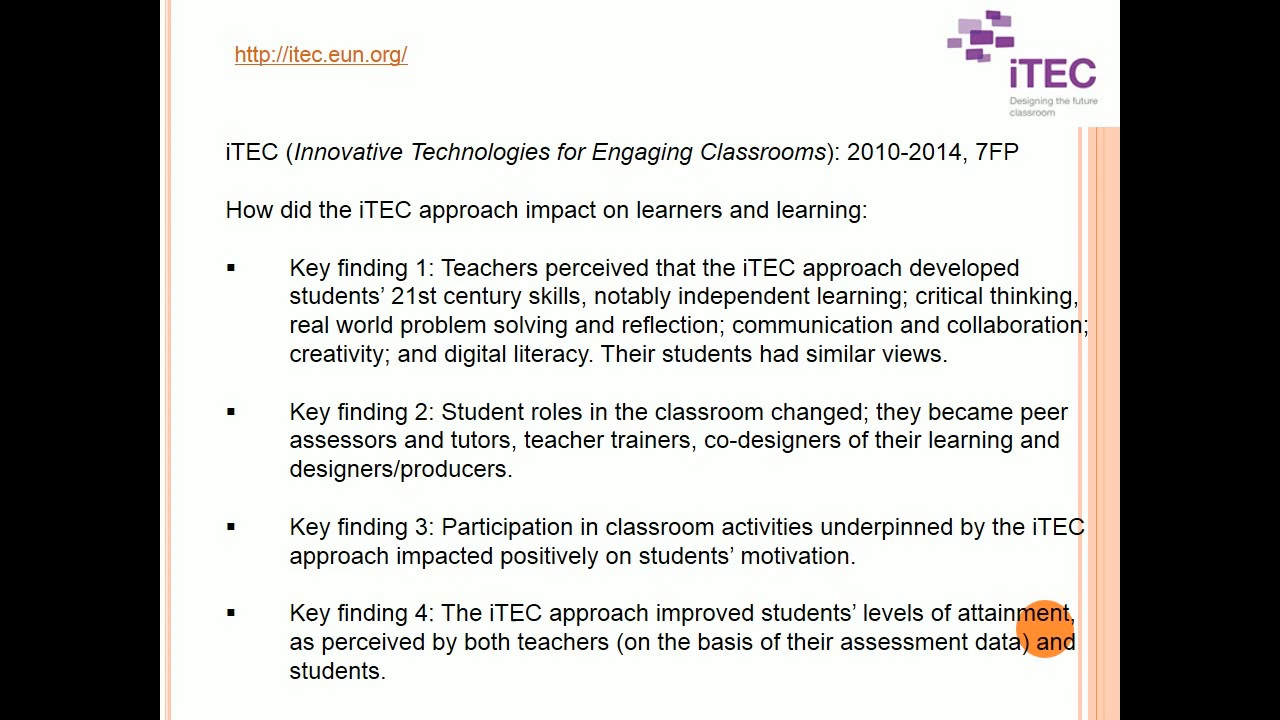 http://itec.eun.org/
iTEC
Designing the future
classroom
iTEC (Innovative Technologies for Engaging Classrooms): 2010-2014, 7FP
How did the iTEC approach impact on learners and learning:
▪ Key finding 1: Teachers perceived that the iTEC approach developed
students’ 21st century skills, notably independent learning; critical thinking,
real world problem solving and reflection; communication and collaboration;
creativity; and digital literacy. Their students had similar views.
▪ Key finding 2: Student roles in the classroom changed; they became peer
assessors and tutors, teacher trainers, co-designers of their learning and
designers/producers.
▪ Key finding 3: Participation in classroom activities underpinned by the iTEC
approach impacted positively on students’ motivation.
▪ Key finding 4: The iTEC approach improved students’ levels of attainment,
as perceived by both teachers (on the basis of their assessment data) and
students.